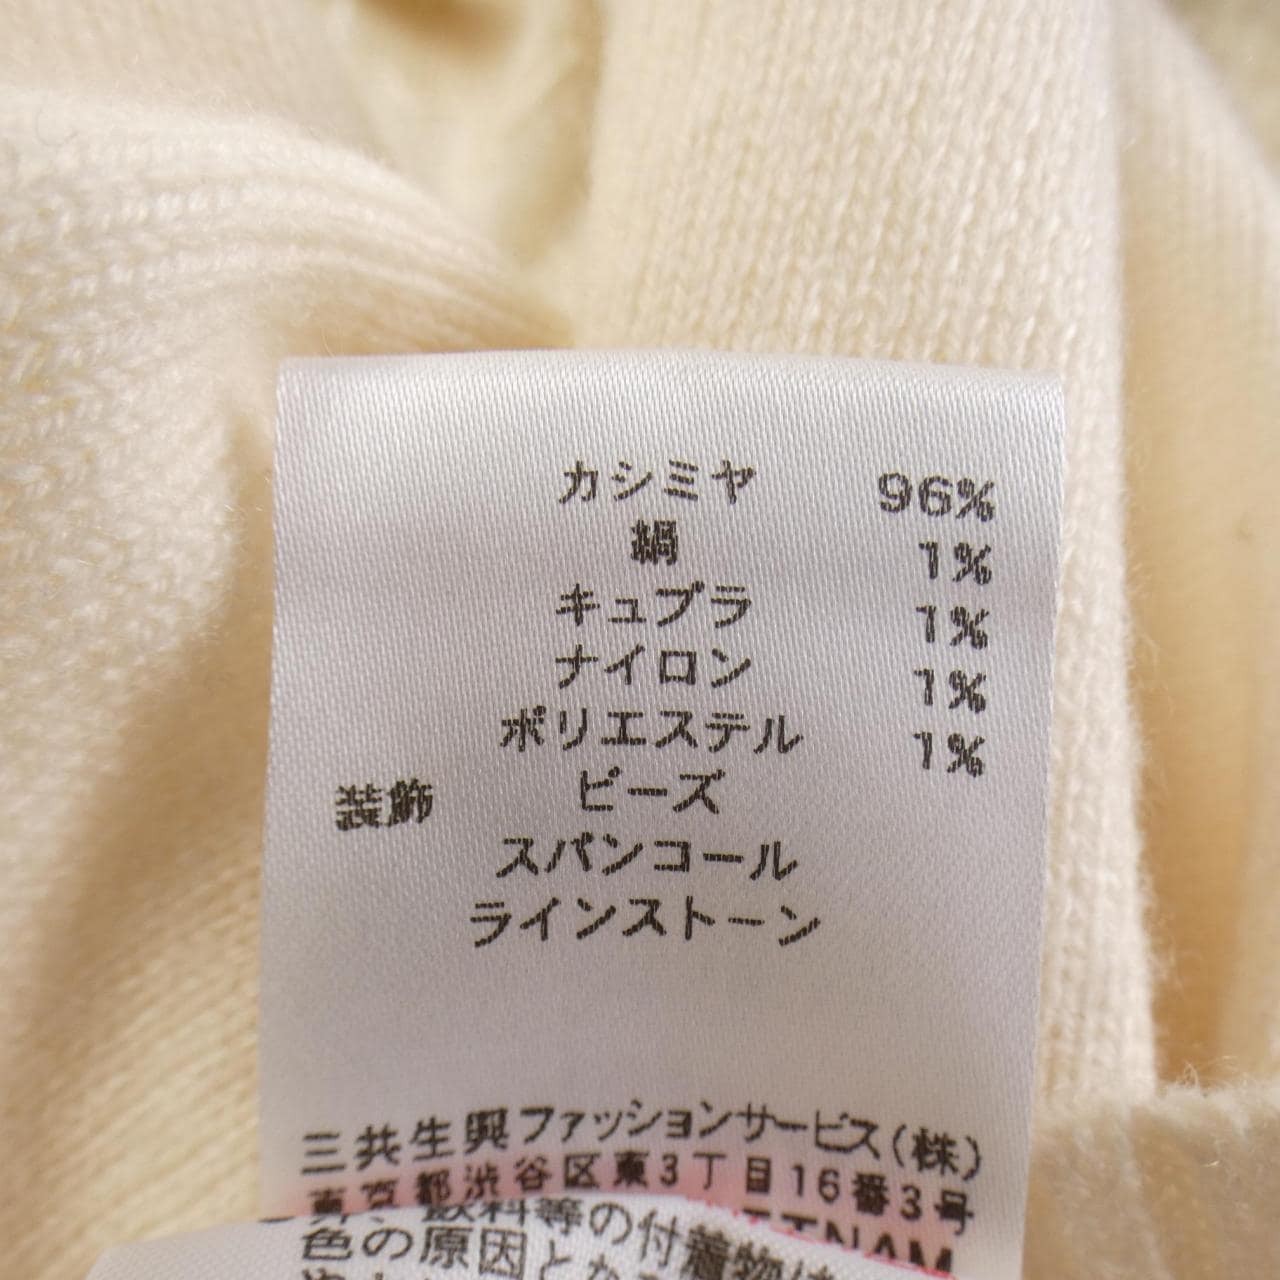 カシミヤ 96%
絹 1%
キュプラ 1%
ナイロン 1%
ポリエステル 1%
装飾 ビーズ
スパンコール
ラインストーン
三共生興ファッションサービス(株)
東京都渋谷区東3丁目16番3号
飲料等の付着物は
色の原因とな